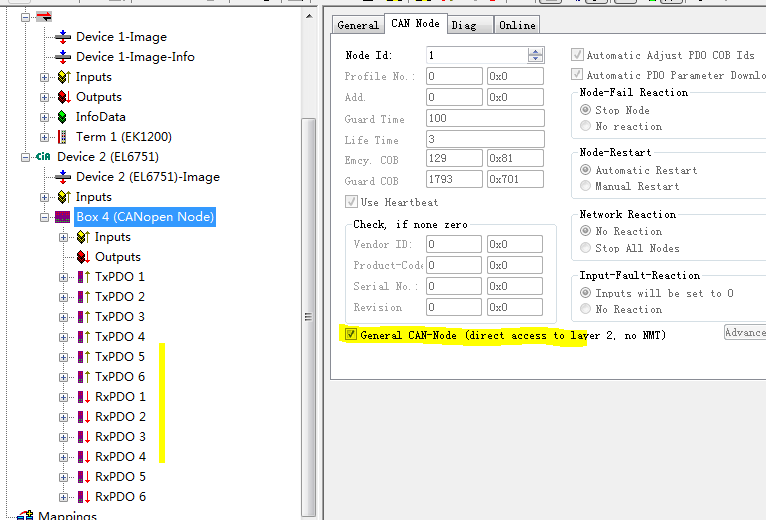 Device 1-Image
Device 1-Image-Info
Inputs
Outputs
InfoData
Term 1 (EK1200)
CiA Device 2 (EL6751)
Device 2 (EL6751)-Image
Inputs
Box 4 (CANopen Node)
Inputs
Outputs
TxPDO 1
TxPDO 2
TxPDO 3
TxPDO 4
TxPDO 5
TxPDO 6
RxPDO 1
RxPDO 2
RxPDO 3
RxPDO 4
RxPDO 5
RxPDO 6
Mappings
General CAN Node Diag Online
Node Id: 1
Profile No.: 0 0x0
Add. 0 0x0
Guard Time 100
Life Time 3
Emcy. COB 129 0x81
Guard COB 1793 0x701
Use Heartbeat
Check, if none zero
Vendor ID: 0 0x0
Product-Code 0 0x0
Serial No.: 0 0x0
Revision 0 0x0
General CAN-Node (direct access to layer 2, no NMT)
Automatic Adjust PDO COB Ids
Automatic PDO Parameter Downlo
Node-Fail Reaction
Stop Node
No reaction
Node-Restart
Automatic Restart
Manual Restart
Network Reaction
No Reaction
Stop All Nodes
Input-Fault-Reaction
Inputs will be set to 0
No Reaction
Advance